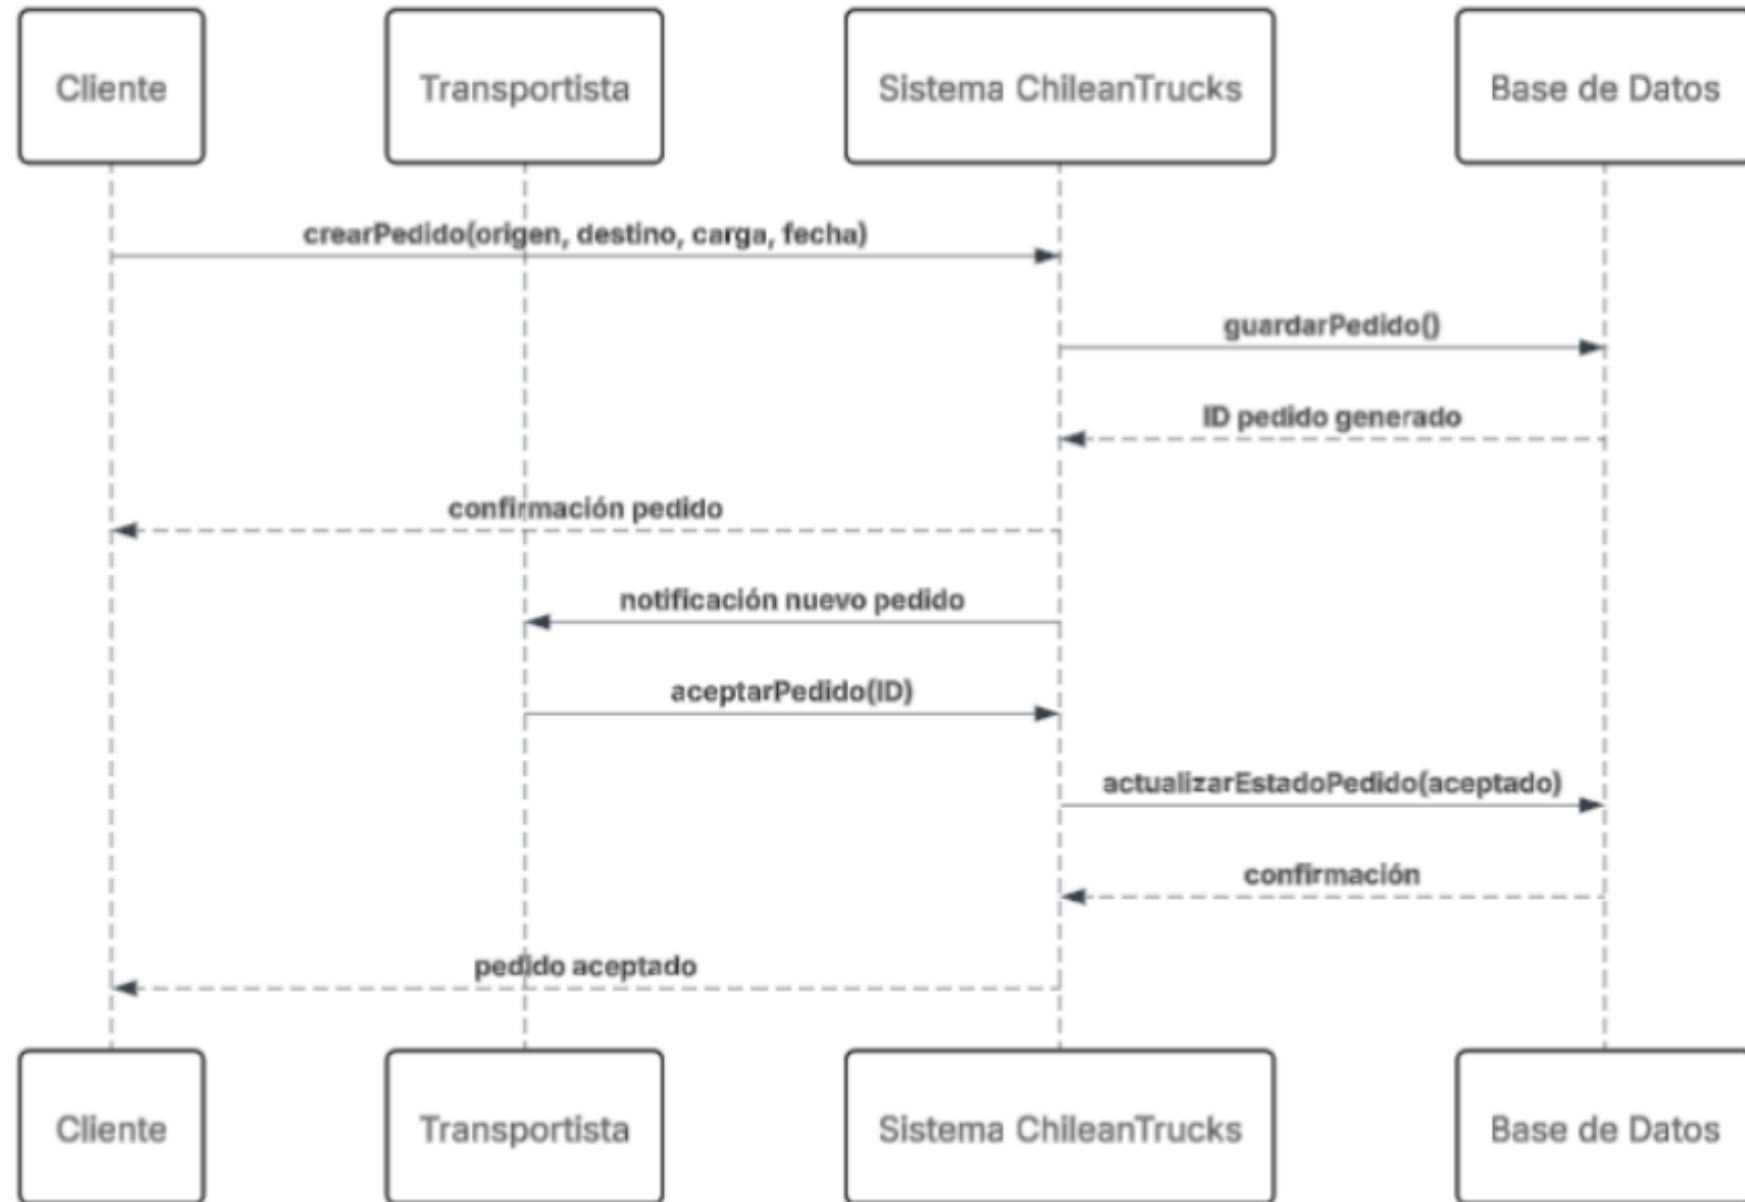 Cliente
Transportista
Sistema ChileanTrucks
Base de Datos
crearPedido(origen, destino, carga, fecha)
guardarPedido()
ID pedido generado
confirmación pedido
notificación nuevo pedido
aceptarPedido(ID)
actualizarEstadoPedido(aceptado)
confirmación
pedido aceptado
Cliente
Transportista
Sistema ChileanTrucks
Base de Datos